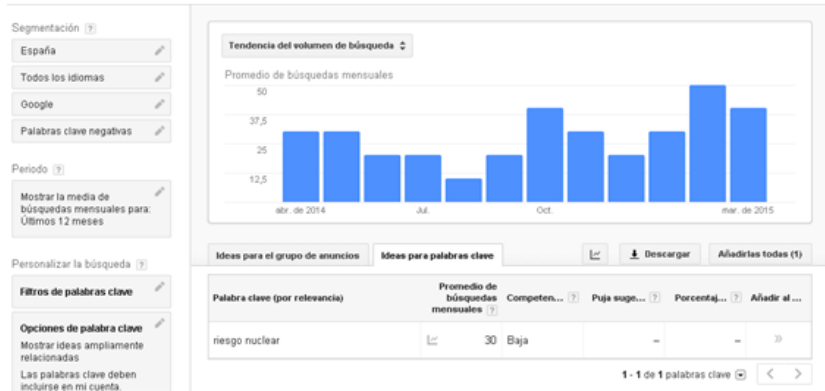 Segmentación ?
España
Todos los idiomas
Google
Palabras clave negativas
Periodo ?
Mostrar la media de
búsquedas mensuales para:
Últimos 12 meses
Personalizar la búsqueda ?
Filtros de palabras clave
Opciones de palabra clave
Mostrar ideas ampliamente
relacionadas
Las palabras clave deben
incluirse en mi cuenta.
Tendencia del volumen de búsqueda
Promedio de búsquedas mensuales
50
37,5
25
12,5
abr. de 2014 Jul. Oct. mar. de 2015
Ideas para el grupo de anuncios Ideas para palabras clave Descargar Añadirlas todas (1)
Palabra clave (por relevancia) Promedio de búsquedas mensuales ? Competen... ? Puja suge... ? Porcentaj... ? Añadir al ...
riesgo nuclear 30 Baja – – »
1 - 1 de 1 palabras clave < >